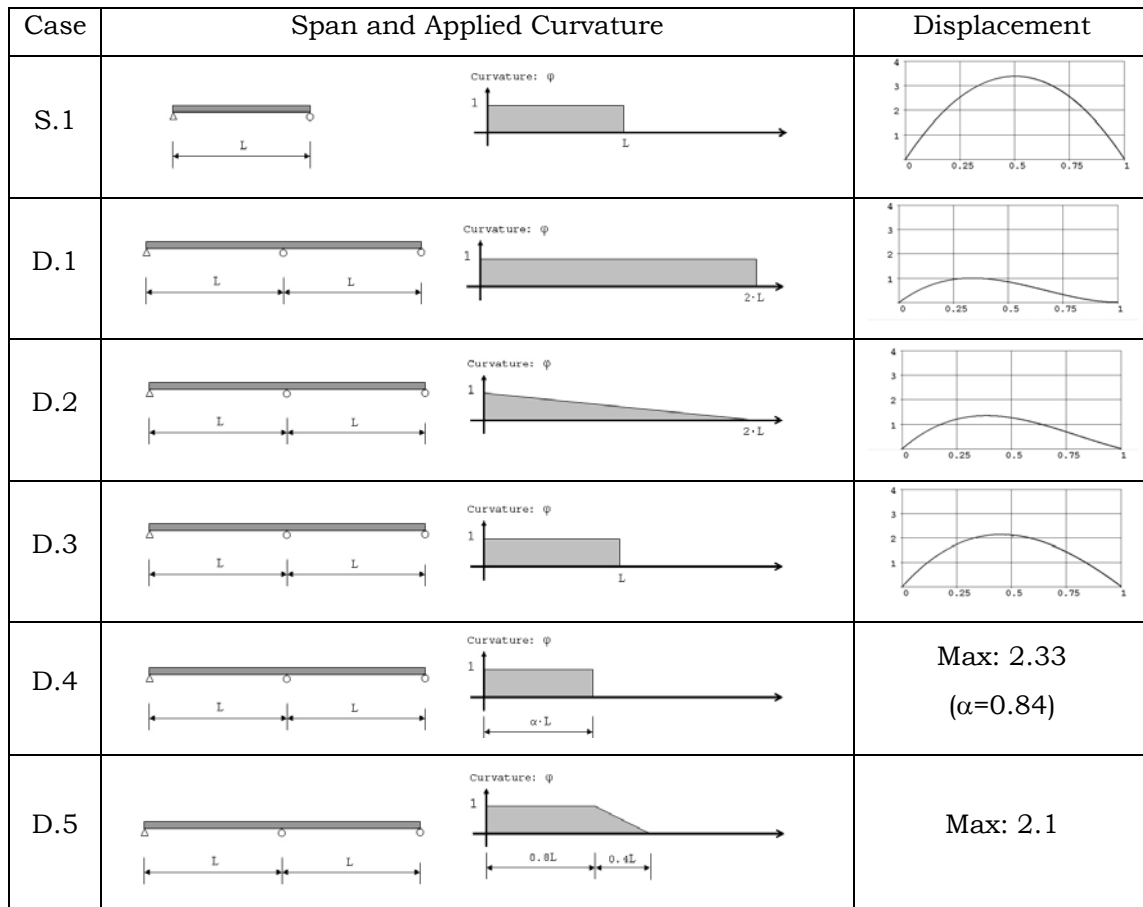 Case Span and Applied Curvature Displacement
S.1
L
Curvature: φ
1
L
4
3
2
1
0 0.25 0.5 0.75 1
D.1
L L
Curvature: φ
1
2·L
4
3
2
1
0 0.25 0.5 0.75 1
D.2
L L
Curvature: φ
1
2·L
4
3
2
1
0 0.25 0.5 0.75 1
D.3
L L
Curvature: φ
1
L
4
3
2
1
0 0.25 0.5 0.75 1
D.4
L L
Curvature: φ
1
α·L
Max: 2.33
(α=0.84)
D.5
L L
Curvature: φ
1
0.8L 0.4L
Max: 2.1